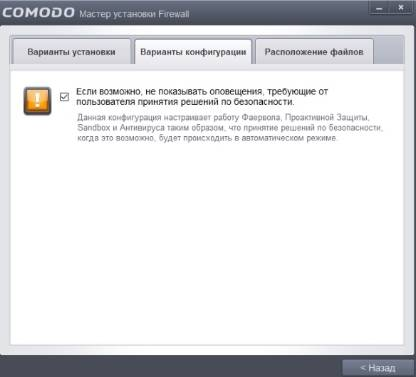 COMODO Мастер установки Firewall
Варианты установки
Варианты конфигурации
Расположение файлов
Если возможно, не показывать оповещения, требующие от
пользователя принятия решений по безопасности.
Данная конфигурация настраивает работу Фаервола, Проактивной Защиты,
Sandbox и Антивируса таким образом, что принятие решений по безопасности,
когда это возможно, будет происходить в автоматическом режиме.
< Назад